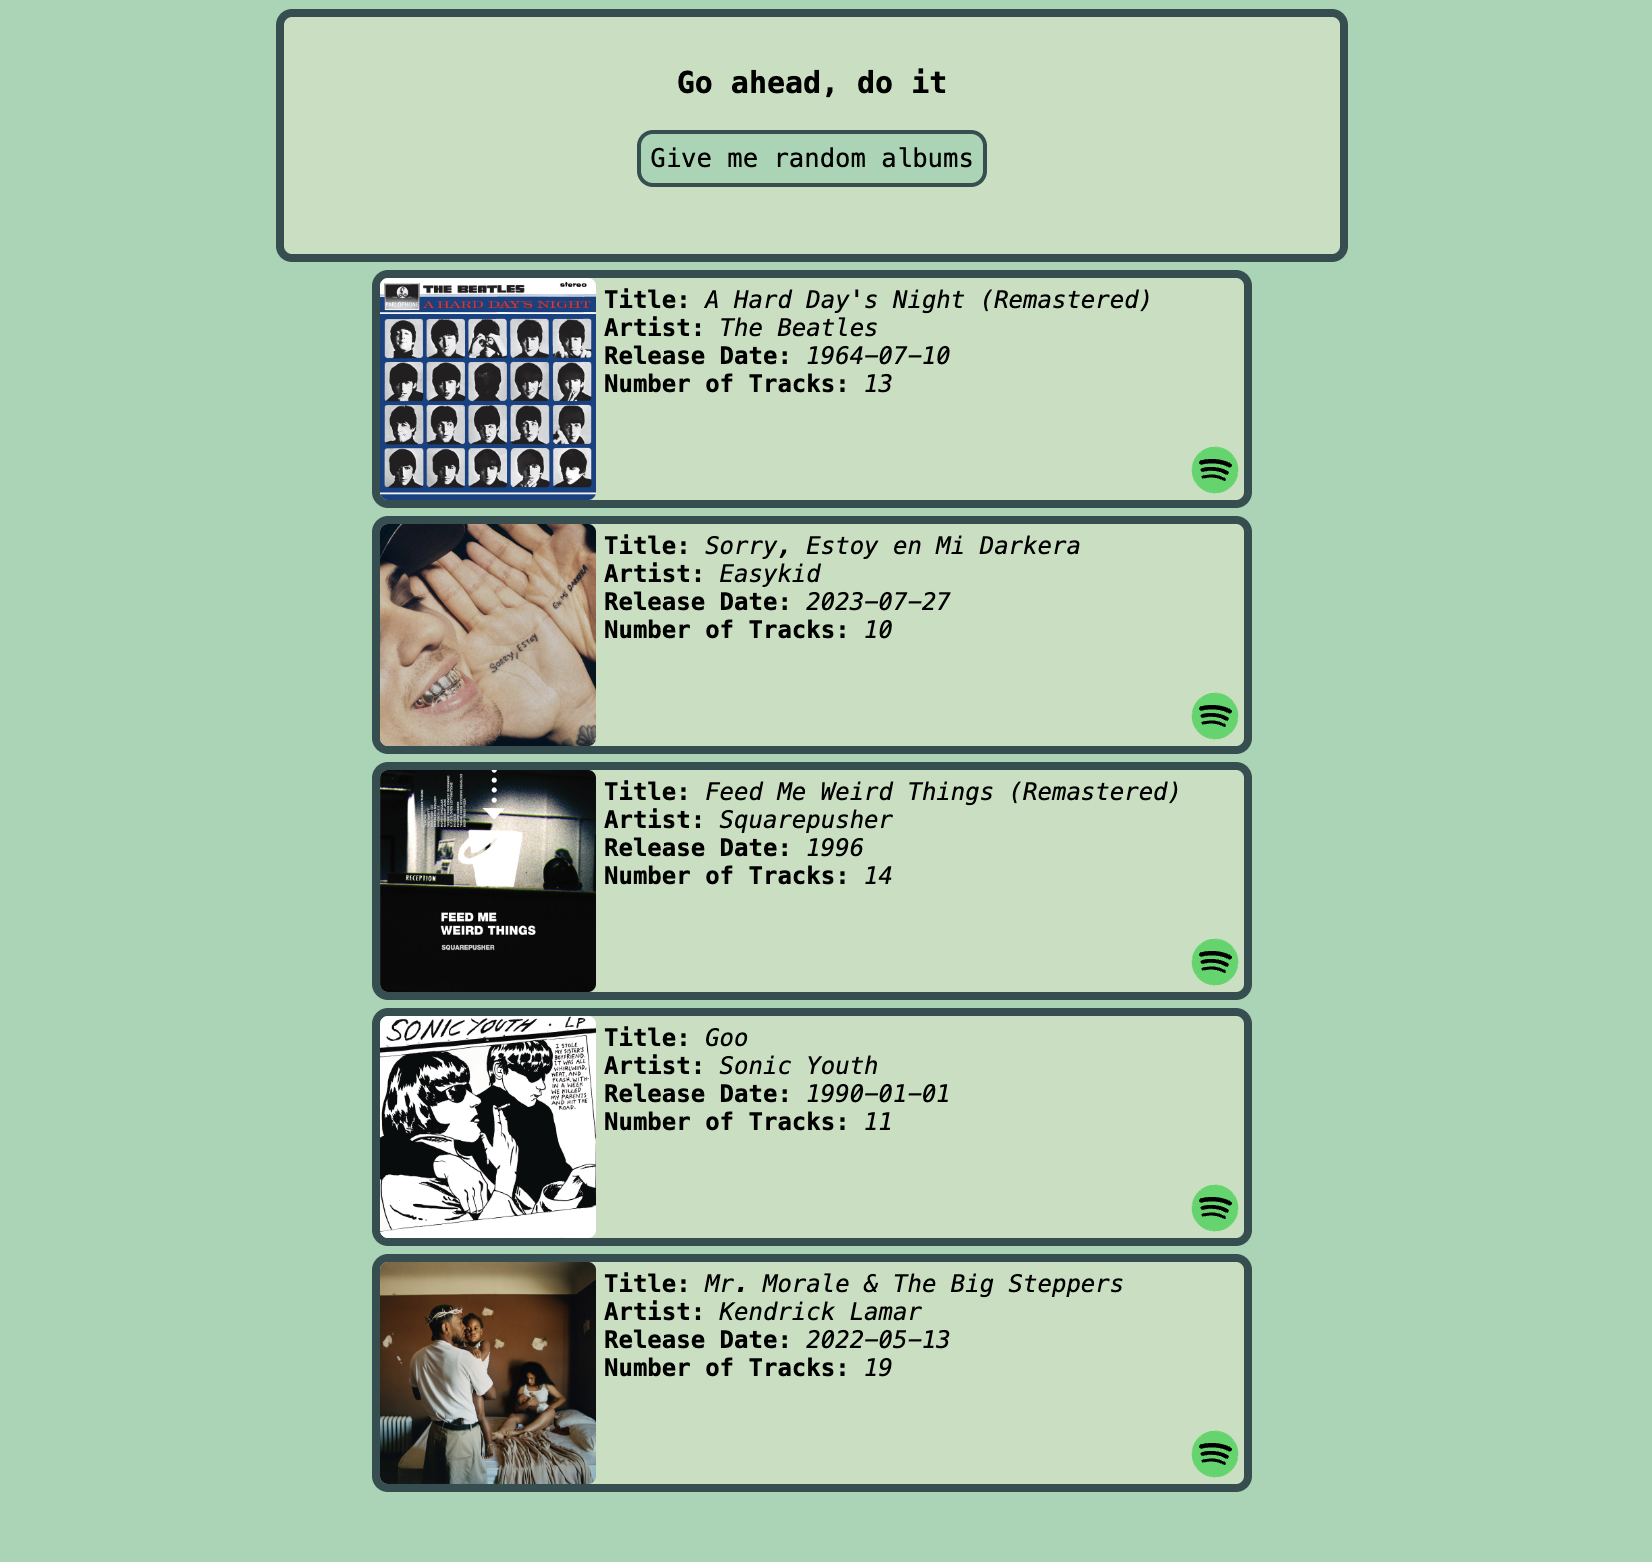 Go ahead, do it
Give me random albums
THE BEATLES
stereo
PARLOPHONE
A HARD DAY'S NIGHT
Title: A Hard Day's Night (Remastered)
Artist: The Beatles
Release Date: 1964-07-10
Number of Tracks: 13
SORRY, ESTOY
EN MI DARKERA
Title: Sorry, Estoy en Mi Darkera
Artist: Easykid
Release Date: 2023-07-27
Number of Tracks: 10
RECEPTION
FEED ME
WEIRD THINGS
SQUAREPUSHER
Title: Feed Me Weird Things (Remastered)
Artist: Squarepusher
Release Date: 1996
Number of Tracks: 14
SONIC YOUTH · LP
I STOLE
MY SISTER'S
BOYFRIEND.
IT WAS ALL
WHIRLWIND,
HEAT, AND
FLASH. WITH-
IN A WEEK
WE KILLED
MY PARENTS
AND HIT THE
ROAD.
Title: Goo
Artist: Sonic Youth
Release Date: 1990-01-01
Number of Tracks: 11
Title: Mr. Morale & The Big Steppers
Artist: Kendrick Lamar
Release Date: 2022-05-13
Number of Tracks: 19